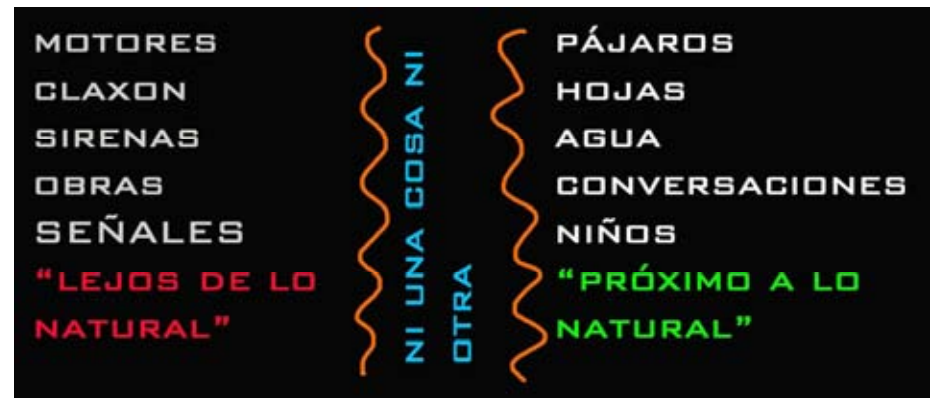 MOTORES
CLAXON
SIRENAS
OBRAS
SEÑALES
“LEJOS DE LO
NATURAL”
NI UNA COSA NI
OTRA
PÁJAROS
HOJAS
AGUA
CONVERSACIONES
NIÑOS
“PRÓXIMO A LO
NATURAL”